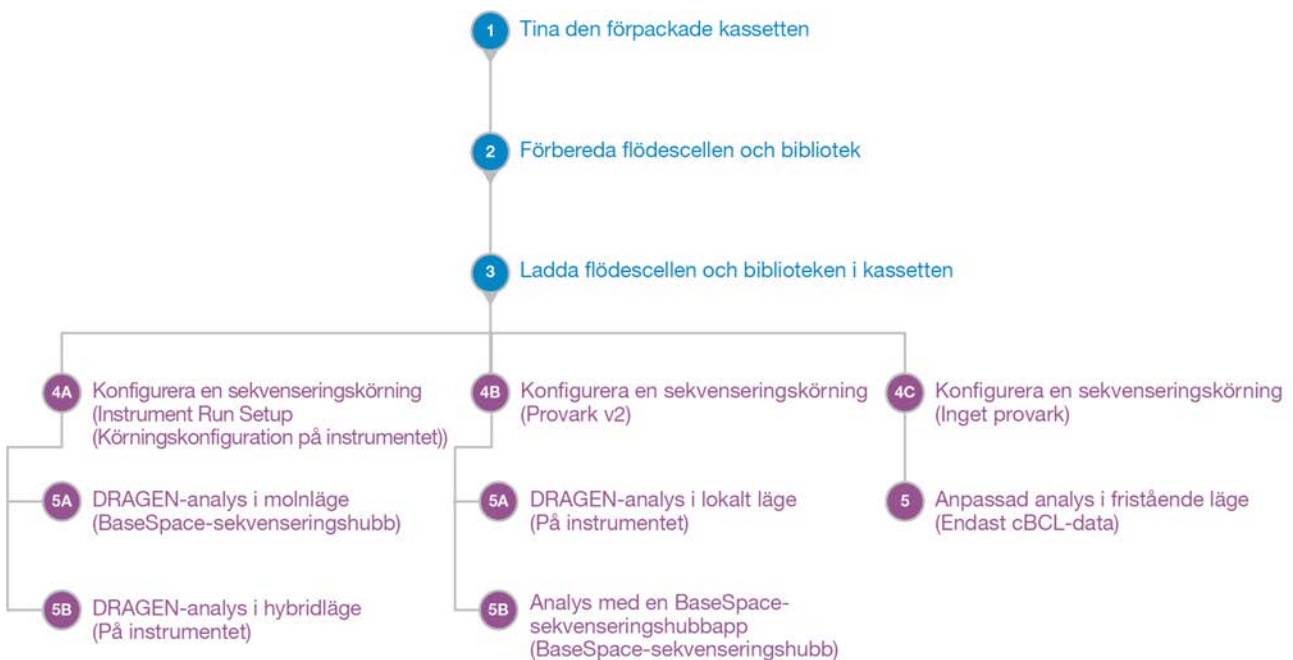 1 Tina den förpackade kassetten
2 Förbereda flödescellen och bibliotek
3 Ladda flödescellen och biblioteken i kassetten
4A Konfigurera en sekvenseringskörning
(Instrument Run Setup
(Körningskonfiguration på instrumentet))
5A DRAGEN-analys i molnläge
(BaseSpace-sekvenseringshubb)
5B DRAGEN-analys i hybridläge
(På instrumentet)
4B Konfigurera en sekvenseringskörning
(Provark v2)
5A DRAGEN-analys i lokalt läge
(På instrumentet)
5B Analys med en BaseSpace-
sekvenseringshubbapp
(BaseSpace-sekvenseringshubb)
4C Konfigurera en sekvenseringskörning
(Inget provark)
5 Anpassad analys i fristående läge
(Endast cBCL-data)